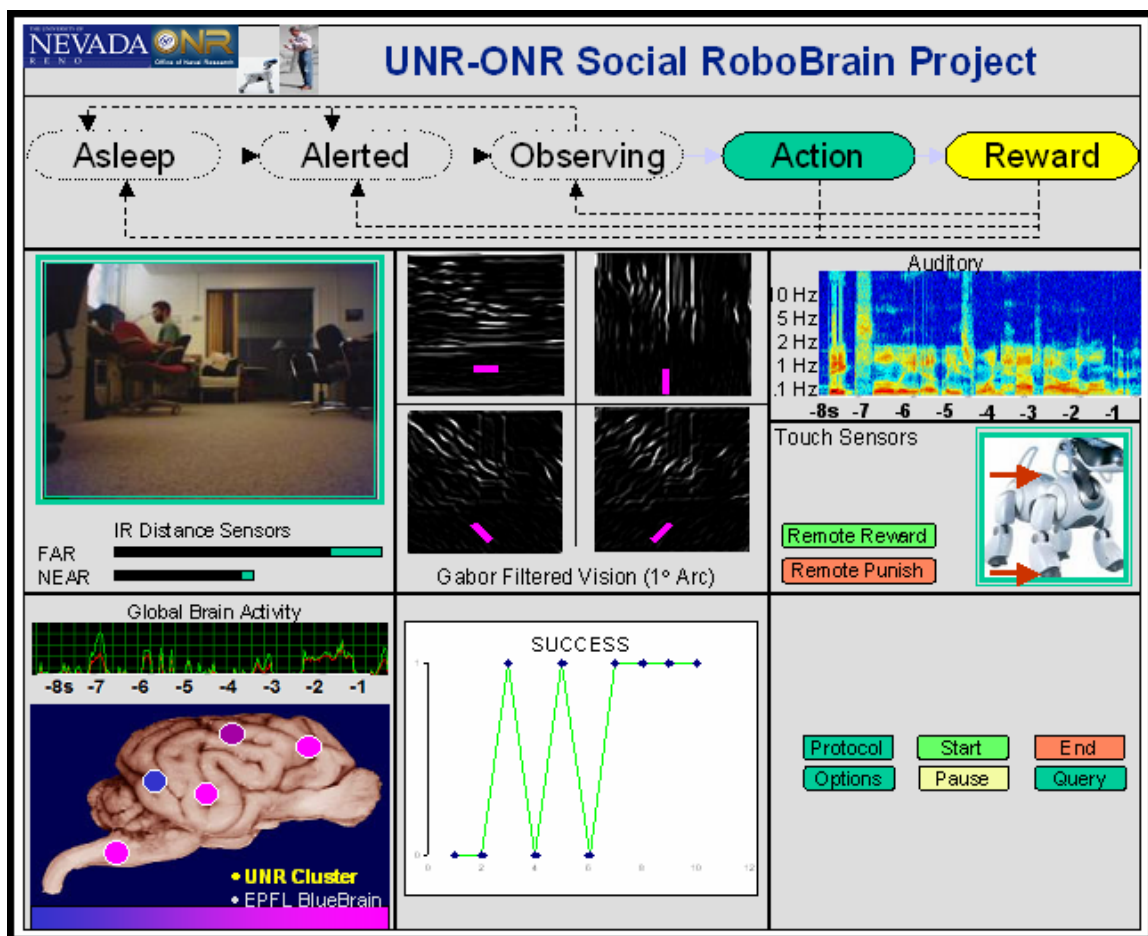 THE UNIVERSITY OF
NEVADA
RENO
ONR
Office of Naval Research
UNR-ONR Social RoboBrain Project
Asleep
Alerted
Observing
Action
Reward
IR Distance Sensors
FAR
NEAR
Gabor Filtered Vision (1º Arc)
Auditory
10 Hz
5 Hz
2 Hz
1 Hz
.1 Hz
-8s -7 -6 -5 -4 -3 -2 -1
Touch Sensors
Remote Reward
Remote Punish
Global Brain Activity
-8s -7 -6 -5 -4 -3 -2 -1
• UNR Cluster
• EPFL BlueBrain
SUCCESS
1
0
0 2 4 6 8 10 12
Protocol Start End
Options Pause Query